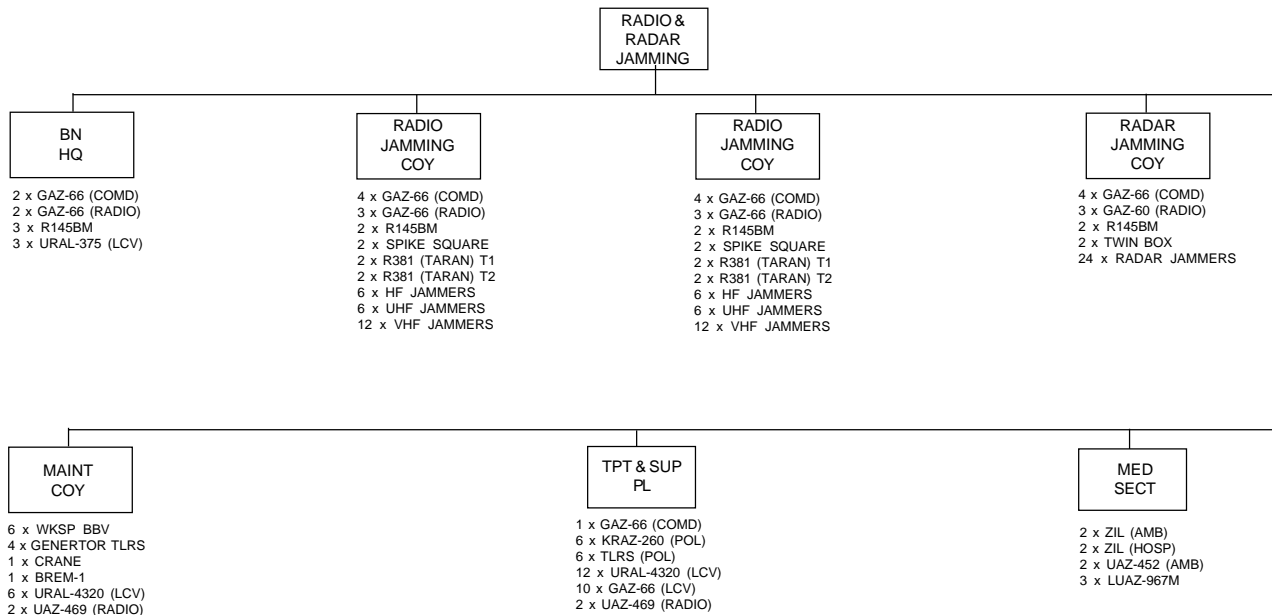 RADIO &
RADAR
JAMMING
BN
HQ
2 x GAZ-66 (COMD)
2 x GAZ-66 (RADIO)
3 x R145BM
3 x URAL-375 (LCV)
RADIO
JAMMING
COY
4 x GAZ-66 (COMD)
3 x GAZ-66 (RADIO)
2 x R145BM
2 x SPIKE SQUARE
2 x R381 (TARAN) T1
2 x R381 (TARAN) T2
6 x HF JAMMERS
6 x UHF JAMMERS
12 x VHF JAMMERS
RADIO
JAMMING
COY
4 x GAZ-66 (COMD)
3 x GAZ-66 (RADIO)
2 x R145BM
2 x SPIKE SQUARE
2 x R381 (TARAN) T1
2 x R381 (TARAN) T2
6 x HF JAMMERS
6 x UHF JAMMERS
12 x VHF JAMMERS
RADAR
JAMMING
COY
4 x GAZ-66 (COMD)
3 x GAZ-60 (RADIO)
2 x R145BM
2 x TWIN BOX
24 x RADAR JAMMERS
MAINT
COY
6 x WKSP BBV
4 x GENERTOR TLRS
1 x CRANE
1 x BREM-1
6 x URAL-4320 (LCV)
2 x UAZ-469 (RADIO)
TPT & SUP
PL
1 x GAZ-66 (COMD)
6 x KRAZ-260 (POL)
6 x TLRS (POL)
12 x URAL-4320 (LCV)
10 x GAZ-66 (LCV)
2 x UAZ-469 (RADIO)
MED
SECT
2 x ZIL (AMB)
2 x ZIL (HOSP)
2 x UAZ-452 (AMB)
3 x LUAZ-967M